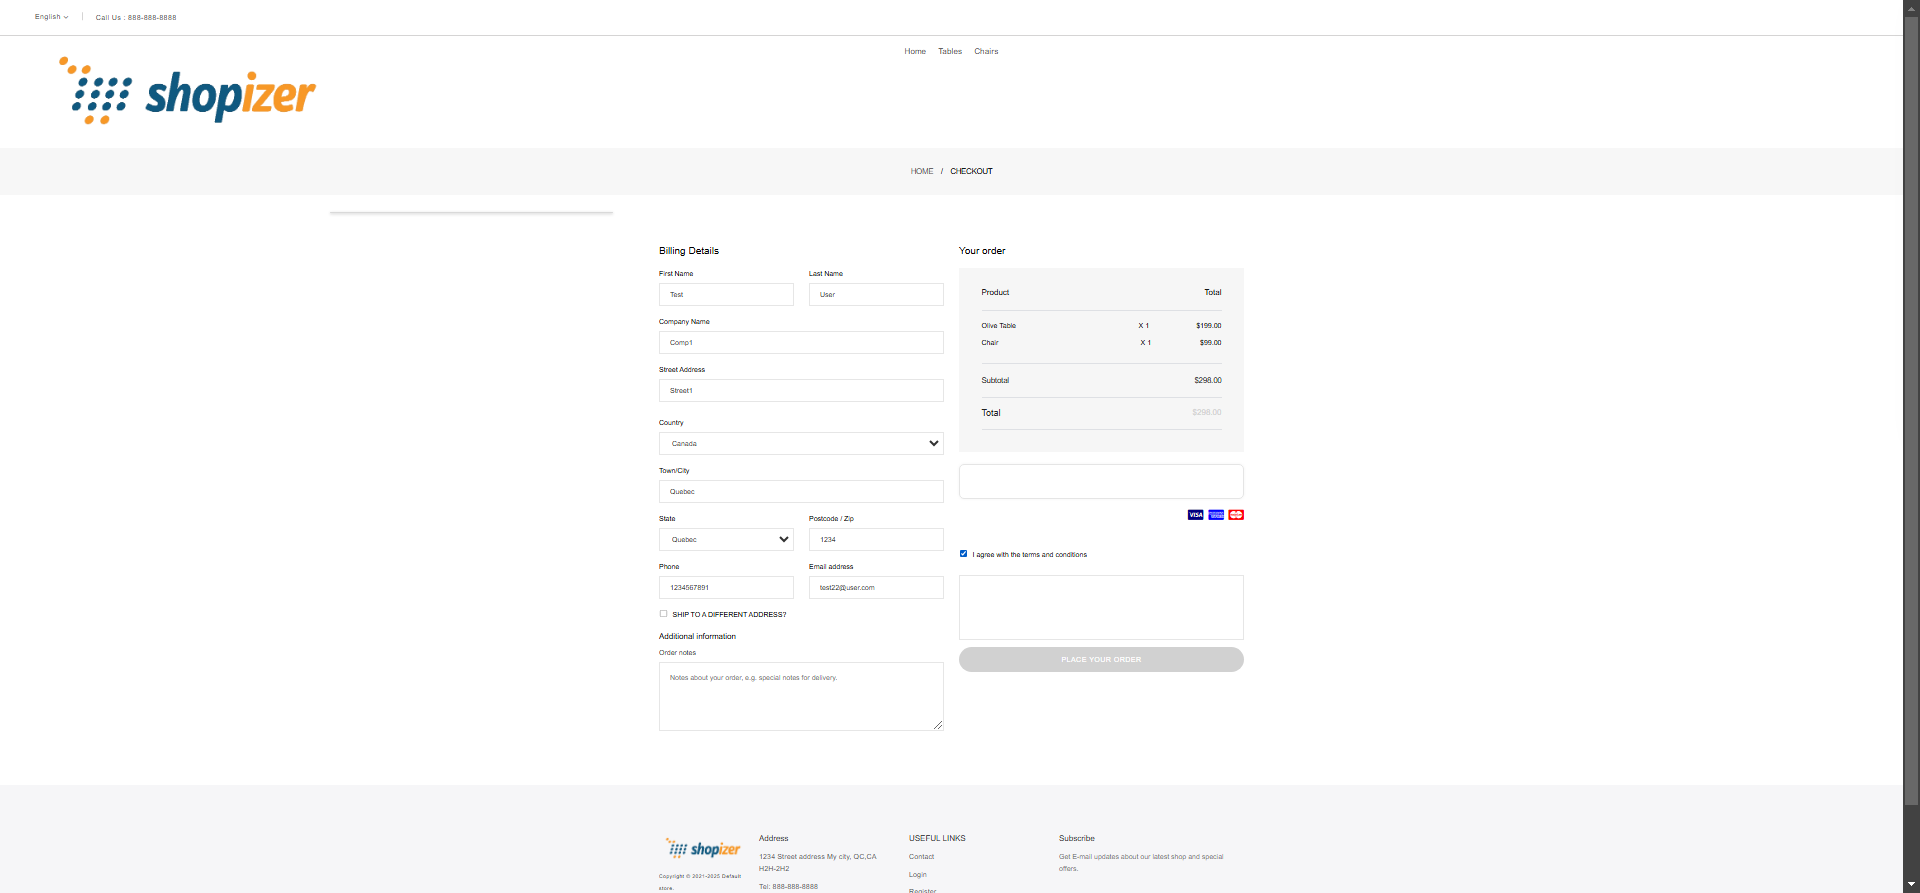 English
Call Us : 888-888-8888
Home Tables Chairs
shopizer
HOME / CHECKOUT
Billing Details
First Name Last Name
Test User
Company Name
Comp1
Street Address
Street1
Country
Canada
Town/City
Quebec
State Postcode / Zip
Quebec 1234
Phone Email address
1234567891 test22@user.com
SHIP TO A DIFFERENT ADDRESS?
Additional information
Order notes
Notes about your order, e.g. special notes for delivery.
Your order
Product Total
Olive Table X 1 $199.00
Chair X 1 $99.00
Subtotal $298.00
Total $298.00
VISA
I agree with the terms and conditions
PLACE YOUR ORDER
shopizer
Copyright © 2021-2025 Default
store.
Address
1234 Street address My city, QC,CA
H2H-2H2
Tel: 888-888-8888
USEFUL LINKS
Contact
Login
Register
Subscribe
Get E-mail updates about our latest shop and special
offers.